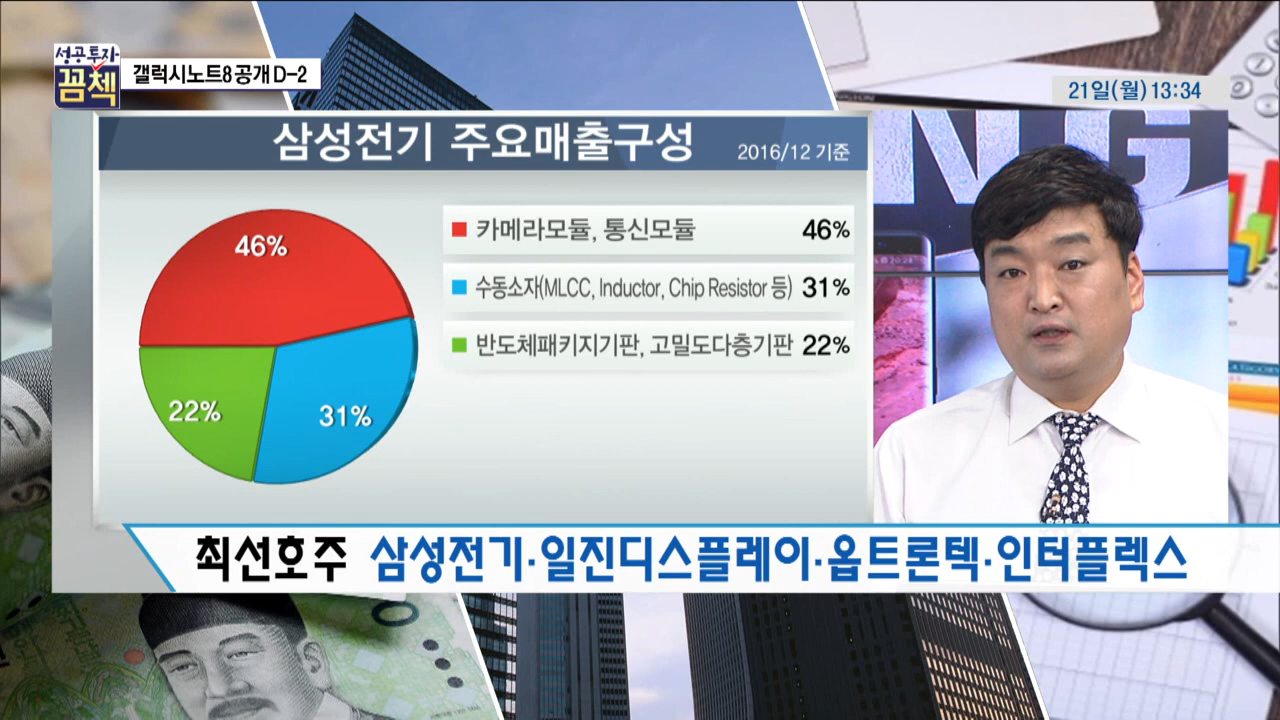 성공투자
꼼첵
갤럭시노트8 공개 D-2
21일(월) 13:34
삼성전기 주요매출구성
2016/12 기준
NG
46%
31%
22%
카메라모듈, 통신모듈 46%
수동소자(MLCC, Inductor, Chip Resistor 등) 31%
반도체패키지기판, 고밀도다층기판 22%
최선호주 삼성전기·일진디스플레이·옵트론텍·인터플렉스